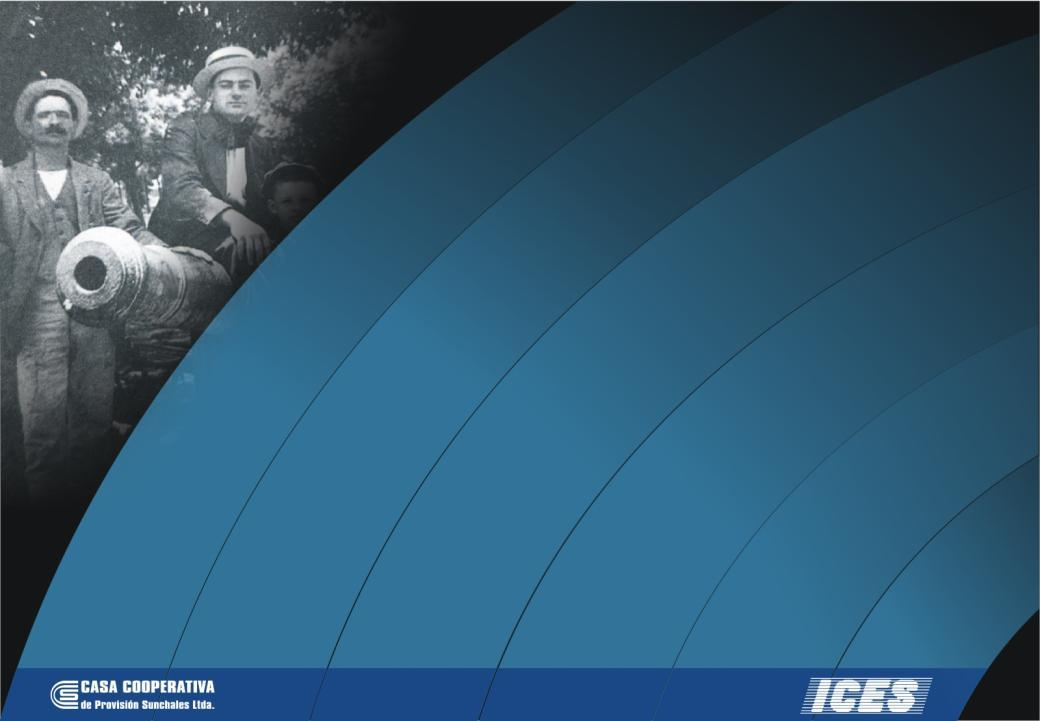 CASA COOPERATIVA
de Provisión Sunchales Ltda.
ICES